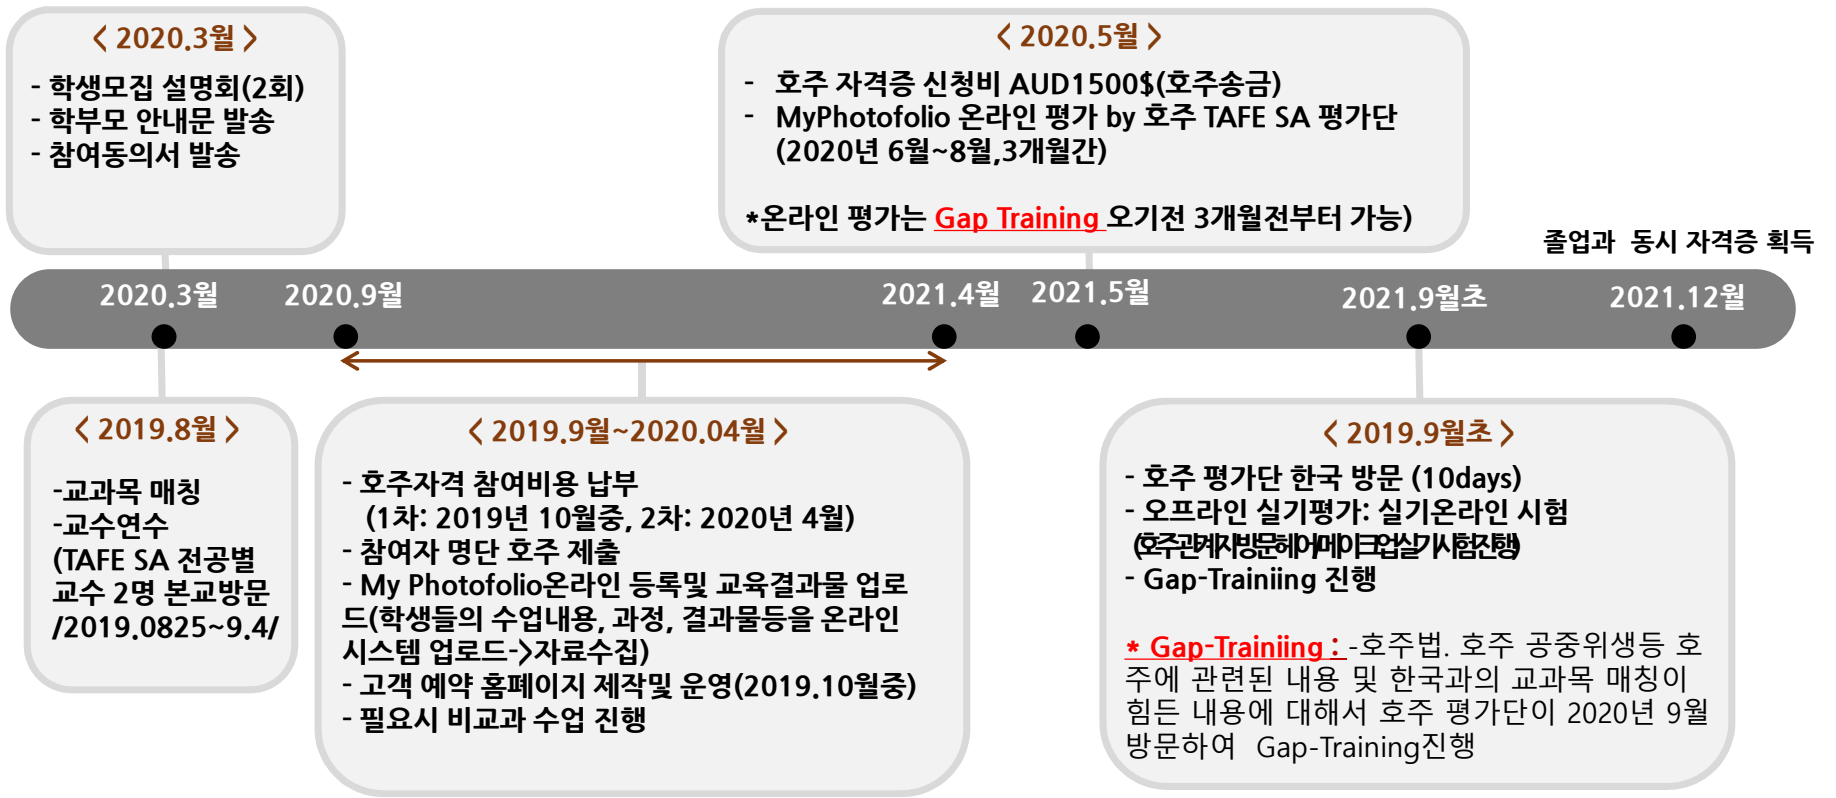 < 2020.3월 >
- 학생모집 설명회(2회)
- 학부모 안내문 발송
- 참여동의서 발송
< 2020.5월 >
- 호주 자격증 신청비 AUD1500$(호주송금)
- MyPhotofolio 온라인 평가 by 호주 TAFE SA 평가단
(2020년 6월~8월,3개월간)
*온라인 평가는 Gap Training 오기전 3개월전부터 가능)
졸업과 동시 자격증 획득
2020.3월
2020.9월
2021.4월
2021.5월
2021.9월초
2021.12월
< 2019.8월 >
-교과목 매칭
-교수연수
(TAFE SA 전공별
교수 2명 본교방문
/2019.0825~9.4/
< 2019.9월~2020.04월 >
- 호주자격 참여비용 납부
(1차: 2019년 10월중, 2차: 2020년 4월)
- 참여자 명단 호주 제출
- My Photofolio온라인 등록및 교육결과물 업로
드(학생들의 수업내용, 과정, 결과물등을 온라인
시스템 업로드->자료수집)
- 고객 예약 홈페이지 제작및 운영(2019.10월중)
- 필요시 비교과 수업 진행
< 2019.9월초 >
- 호주 평가단 한국 방문 (10days)
- 오프라인 실기평가: 실기온라인 시험
(호주관계자방문헤어메이크업실기시험진행)
- Gap-Trainiing 진행
* Gap-Trainiing : -호주법. 호주 공중위생등 호
주에 관련된 내용 및 한국과의 교과목 매칭이
힘든 내용에 대해서 호주 평가단이 2020년 9월
방문하여 Gap-Training진행